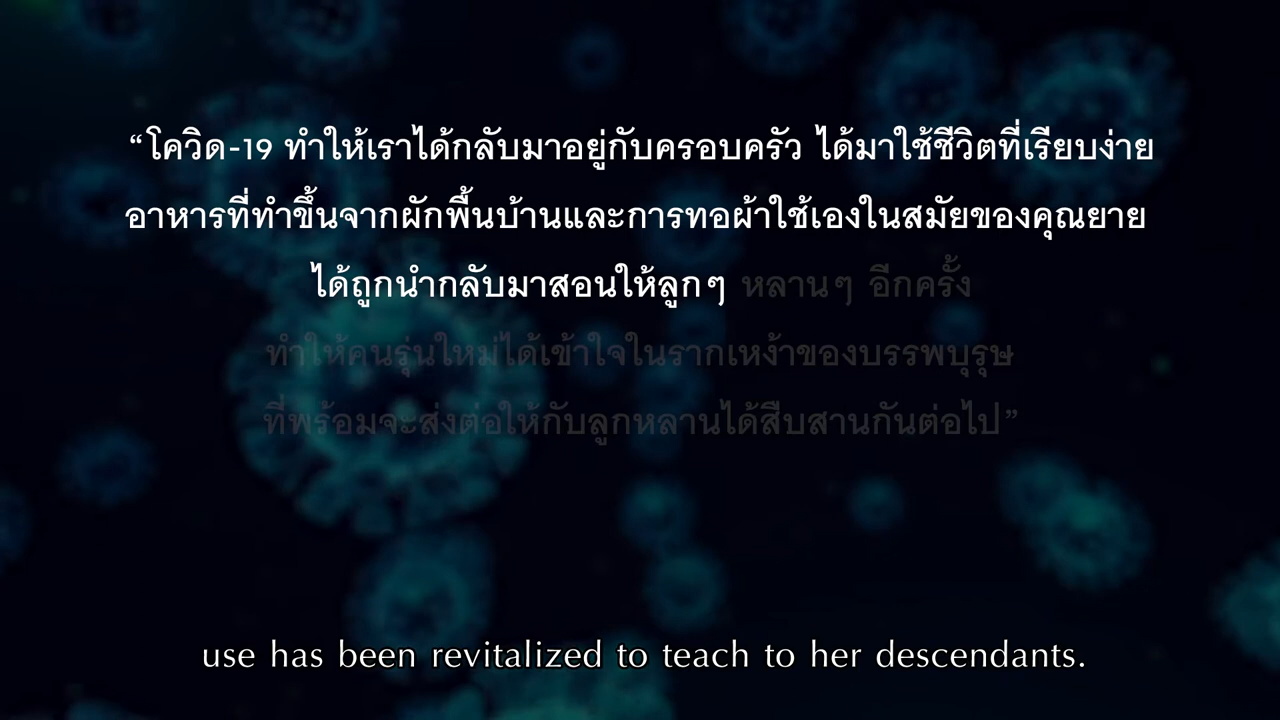 “โควิด-19 ทำให้เราได้กลับมาอยู่กับครอบครัว ได้มาใช้ชีวิตที่เรียบง่าย
อาหารที่ทำขึ้นจากผักพื้นบ้านและการทอผ้าใช้เองในสมัยของคุณยาย
ได้ถูกนำกลับมาสอนให้ลูกๆ หลานๆ อีกครั้ง
ทำให้คนรุ่นใหม่ได้เข้าใจในรากเหง้าของบรรพบุรุษ
ที่พร้อมจะส่งต่อให้กับลูกหลานได้สืบสานกันต่อไป”
use has been revitalized to teach to her descendants.